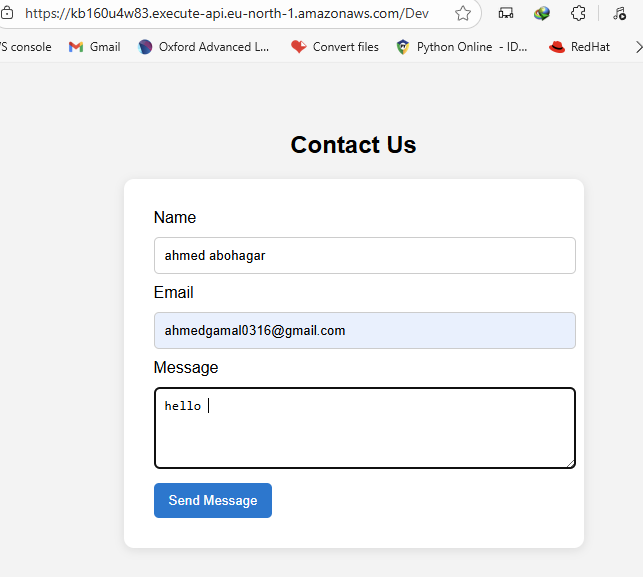 https://kb160u4w83.execute-api.eu-north-1.amazonaws.com/Dev
S console Gmail Oxford Advanced L... Convert files Python Online - ID... RedHat
Contact Us
Name
ahmed abohagar
Email
ahmedgamal0316@gmail.com
Message
hello
Send Message